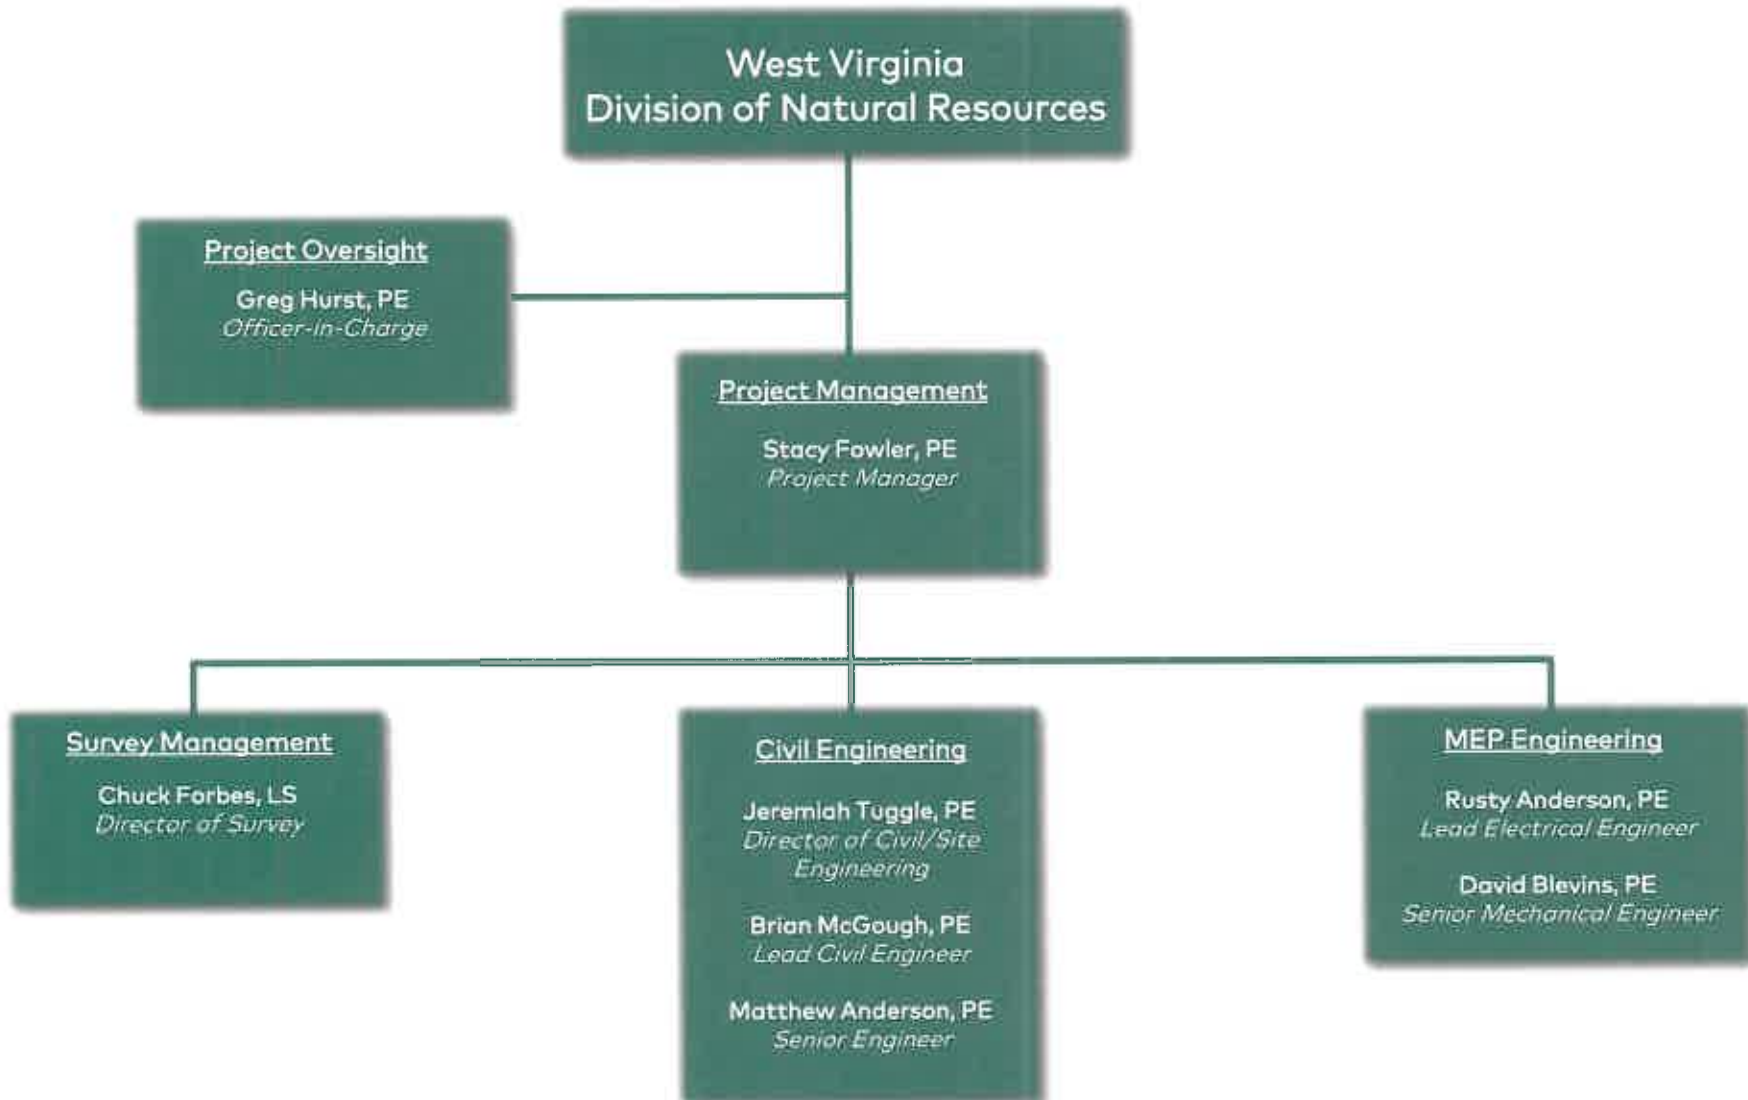 West Virginia
Division of Natural Resources
Project Oversight
Greg Hurst, PE
Officer-in-Charge
Project Management
Stacy Fowler, PE
Project Manager
Survey Management
Chuck Forbes, LS
Director of Survey
Civil Engineering
Jeremiah Tuggle, PE
Director of Civil/Site
Engineering
Brian McGough, PE
Lead Civil Engineer
Matthew Anderson, PE
Senior Engineer
MEP Engineering
Rusty Anderson, PE
Lead Electrical Engineer
David Blevins, PE
Senior Mechanical Engineer